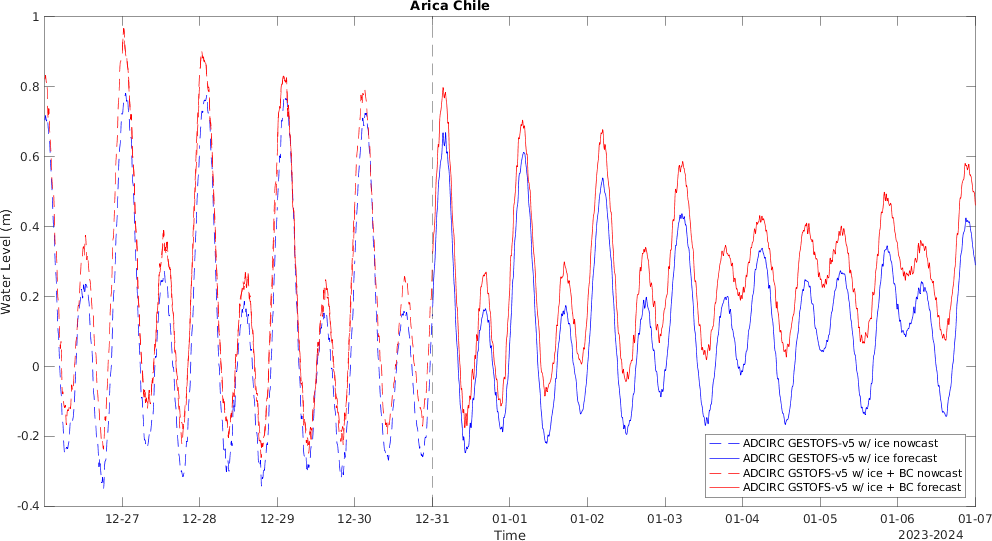 Arica Chile
1
0.8
0.6
0.4
0.2
0
-0.2
-0.4
Water Level (m)
ADCIRC GESTOFS-v5 w/ ice nowcast
ADCIRC GESTOFS-v5 w/ ice forecast
ADCIRC GSTOFS-v5 w/ ice + BC nowcast
ADCIRC GSTOFS-v5 w/ ice + BC forecast
12-27 12-28 12-29 12-30 12-31 01-01 01-02 01-03 01-04 01-05 01-06 01-07
Time
2023-2024